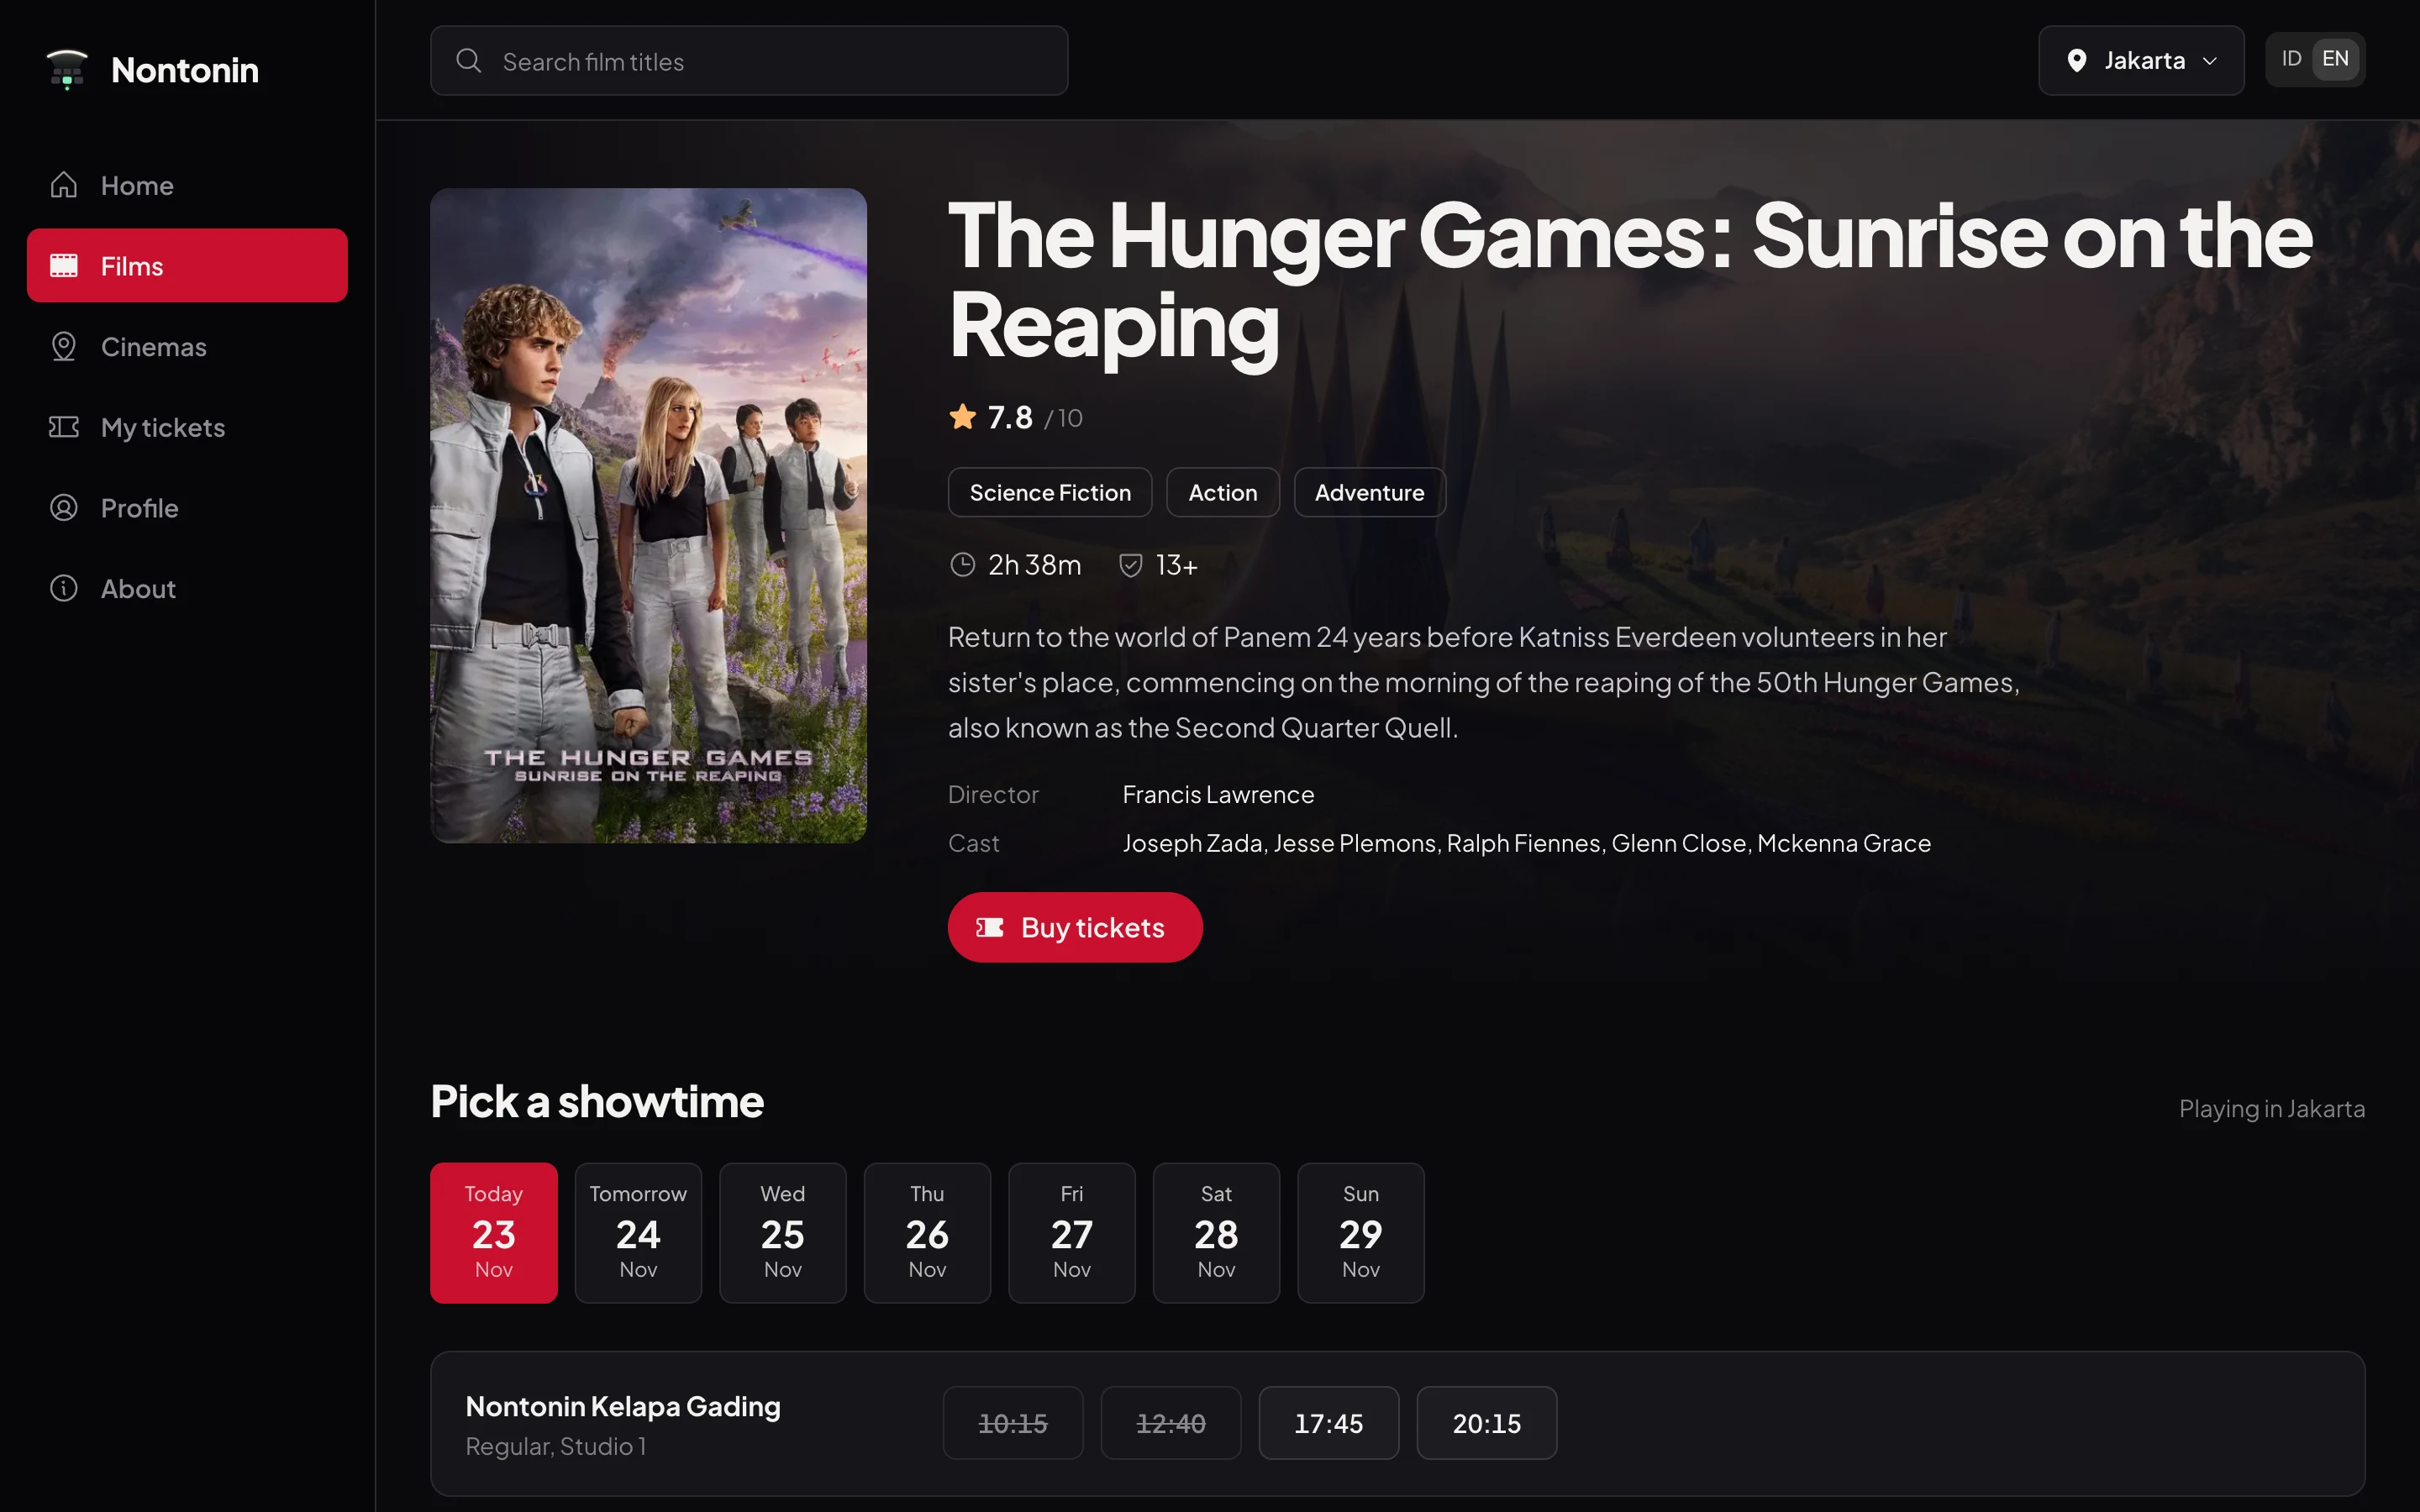 Nontonin
Search film titles
Jakarta
ID EN
Home
Films
Cinemas
My tickets
Profile
About
THE HUNGER GAMES
SUNRISE ON THE REAPING
The Hunger Games: Sunrise on the
Reaping
7.8 /10
Science Fiction Action Adventure
2h 38m 13+
Return to the world of Panem 24 years before Katniss Everdeen volunteers in her
sister's place, commencing on the morning of the reaping of the 50th Hunger Games,
also known as the Second Quarter Quell.
Director Francis Lawrence
Cast Joseph Zada, Jesse Plemons, Ralph Fiennes, Glenn Close, Mckenna Grace
Buy tickets
Pick a showtime
Playing in Jakarta
Today Tomorrow Wed Thu Fri Sat Sun
23 24 25 26 27 28 29
Nov Nov Nov Nov Nov Nov Nov
Nontonin Kelapa Gading
Regular, Studio 1
10:15 12:40 17:45 20:15